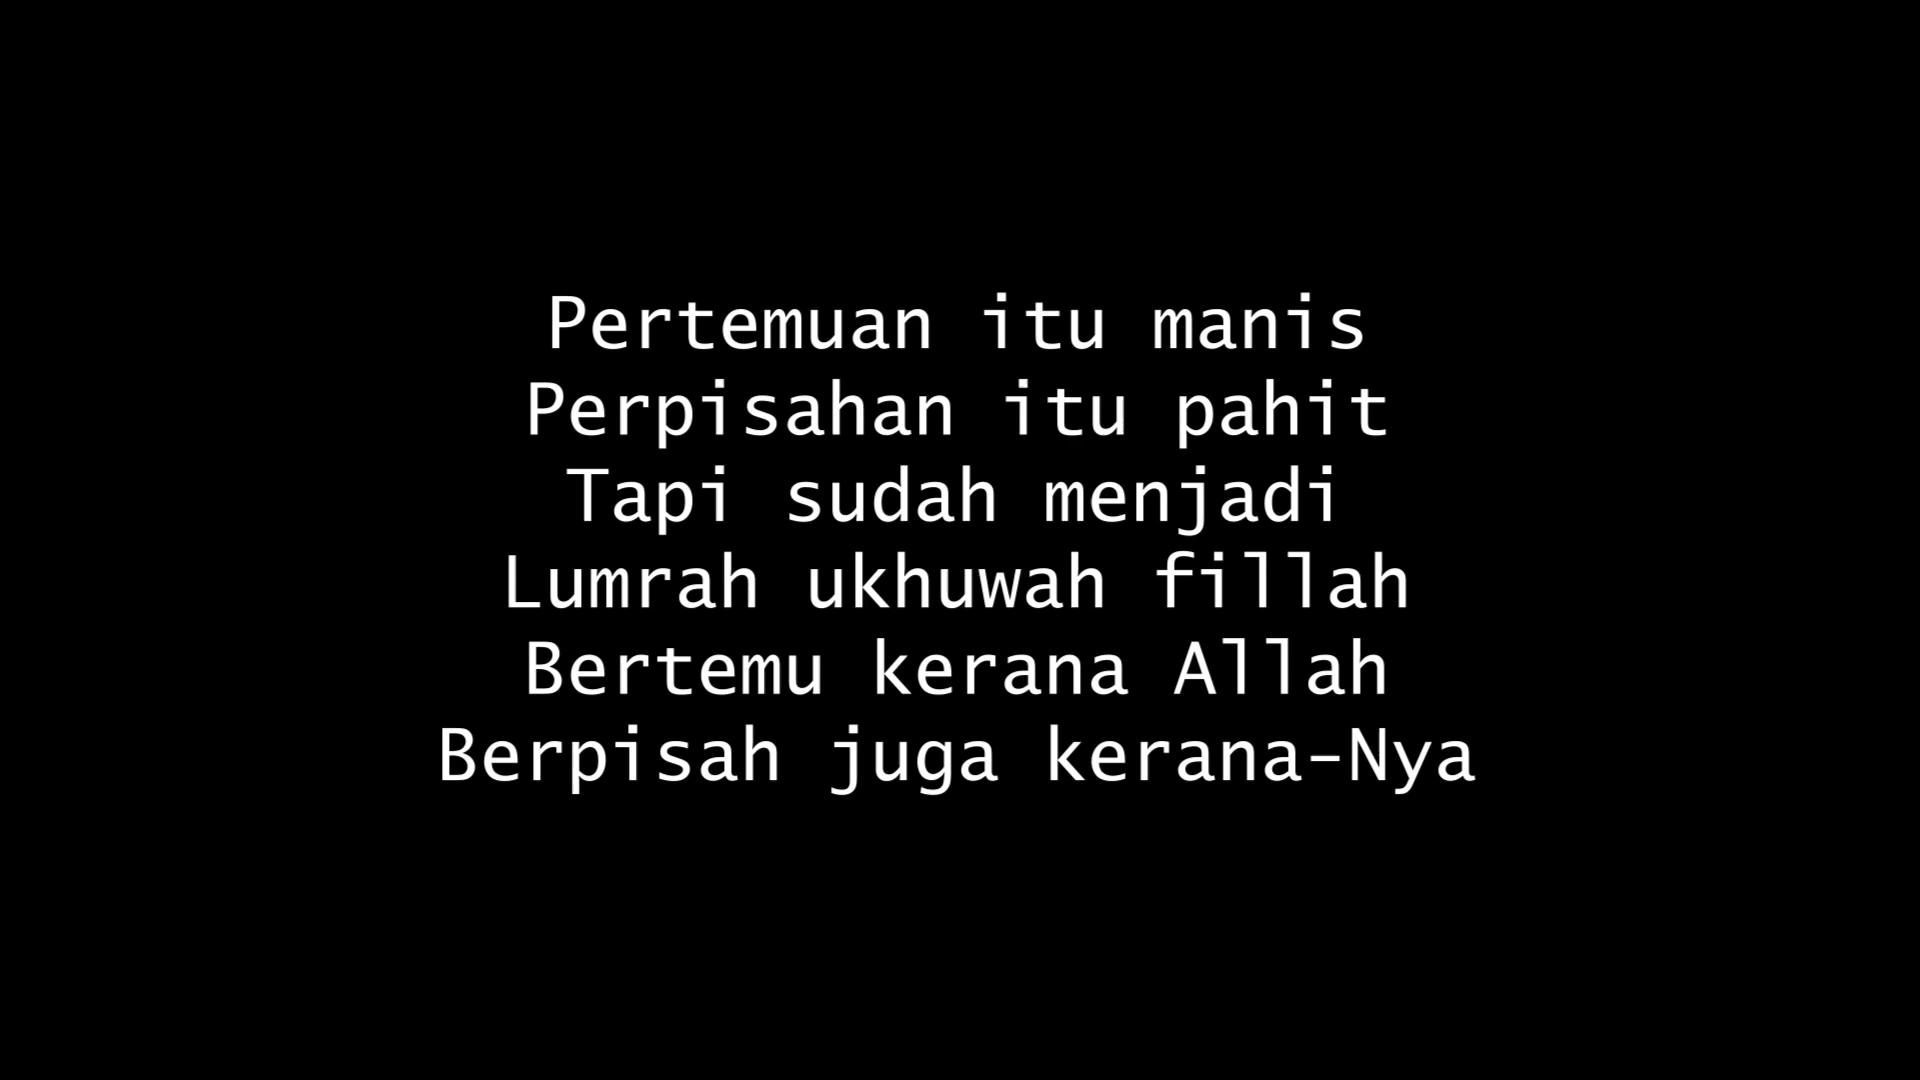 Pertemuan itu manis
Perpisahan itu pahit
Tapi sudah menjadi
Lumrah ukhuwah fillah
Bertemu kerana Allah
Berpisah juga kerana-Nya